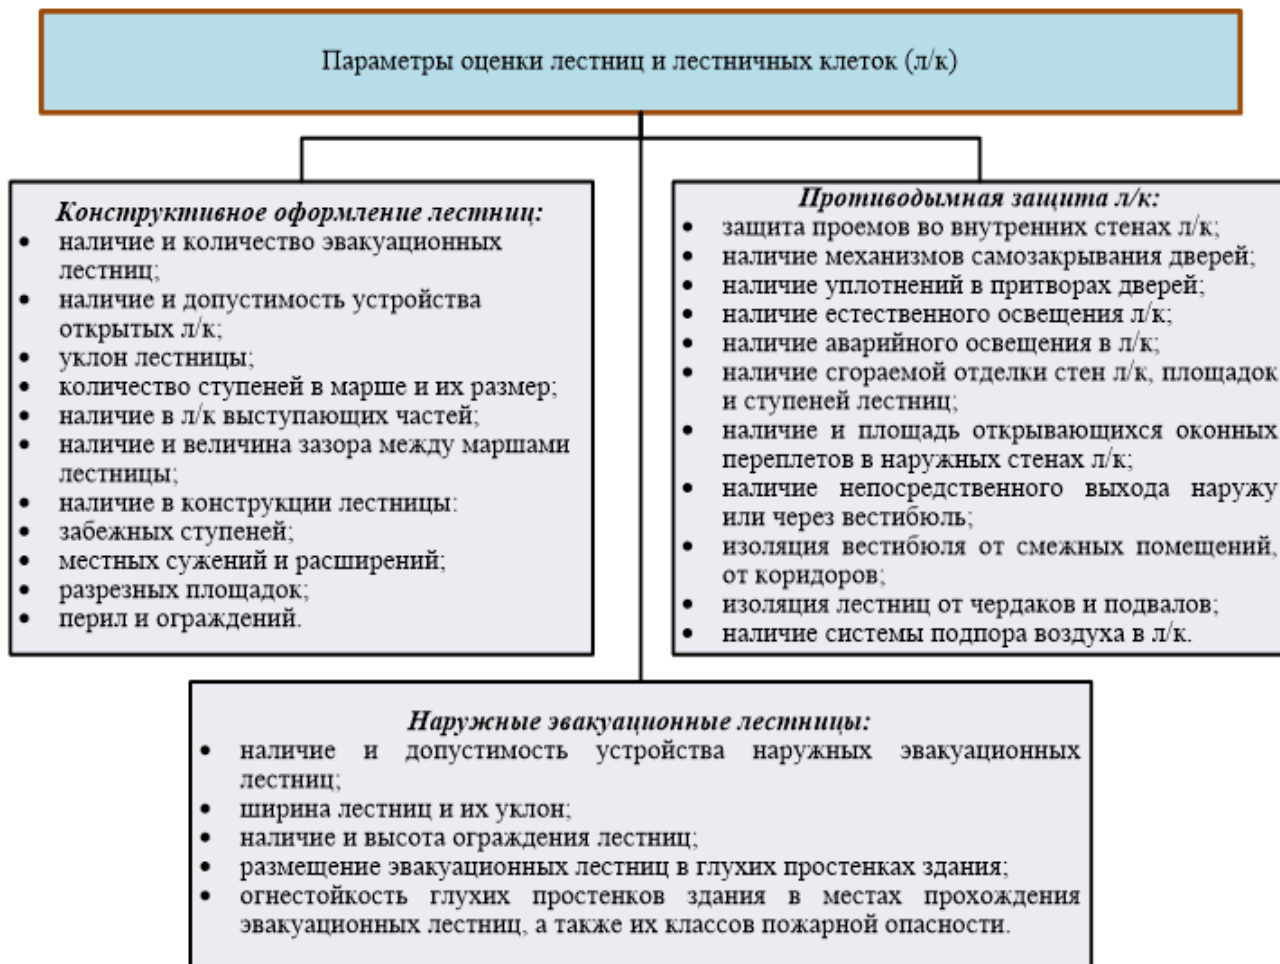 Параметры оценки лестниц и лестничных клеток (л/к)
Конструктивное оформление лестниц:
• наличие и количество эвакуационных
лестниц;
• наличие и допустимость устройства
открытых л/к;
• уклон лестницы;
• количество ступеней в марше и их размер;
• наличие в л/к выступающих частей;
• наличие и величина зазора между маршами
лестницы;
• наличие в конструкции лестницы:
• забежных ступеней;
• местных сужений и расширений;
• разрезных площадок;
• перил и ограждений.
Противодымная защита л/к:
• защита проемов во внутренних стенах л/к;
• наличие механизмов самозакрывания дверей;
• наличие уплотнений в притворах дверей;
• наличие естественного освещения л/к;
• наличие аварийного освещения в л/к;
• наличие сгораемой отделки стен л/к, площадок
и ступеней лестниц;
• наличие и площадь открывающихся оконных
переплетов в наружных стенах л/к;
• наличие непосредственного выхода наружу
или через вестибюль;
• изоляция вестибюля от смежных помещений,
от коридоров;
• изоляция лестниц от чердаков и подвалов;
• наличие системы подпора воздуха в л/к.
Наружные эвакуационные лестницы:
• наличие и допустимость устройства наружных эвакуационных
лестниц;
• ширина лестниц и их уклон;
• наличие и высота ограждения лестниц;
• размещение эвакуационных лестниц в глухих простенках здания;
• огнестойкость глухих простенков здания в местах прохождения
эвакуационных лестниц, а также их классов пожарной опасности.